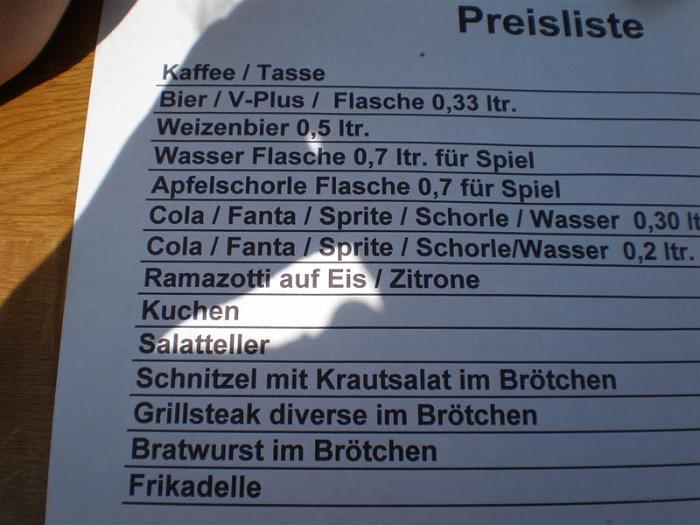 Preisliste
Kaffee / Tasse
Bier / V-Plus / Flasche 0,33 ltr.
Weizenbier 0,5 ltr.
Wasser Flasche 0,7 ltr. für Spiel
Apfelschorle Flasche 0,7 für Spiel
Cola / Fanta / Sprite / Schorle / Wasser 0,30 lt
Cola / Fanta / Sprite / Schorle/Wasser 0,2 ltr.
Ramazotti auf Eis / Zitrone
Kuchen
Salatteller
Schnitzel mit Krautsalat im Brötchen
Grillsteak diverse im Brötchen
Bratwurst im Brötchen
Frikadelle